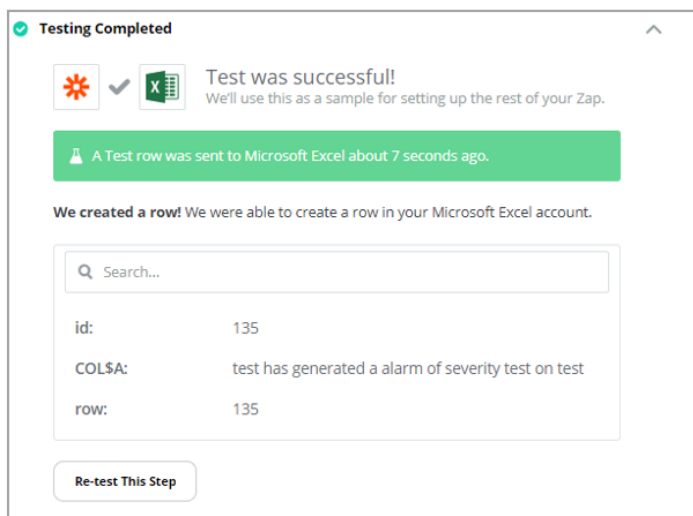 Testing Completed
Test was successful!
We'll use this as a sample for setting up the rest of your Zap.
A Test row was sent to Microsoft Excel about 7 seconds ago.
We created a row! We were able to create a row in your Microsoft Excel account.
Search...
id: 135
COL$A: test has generated a alarm of severity test on test
row: 135
Re-test This Step